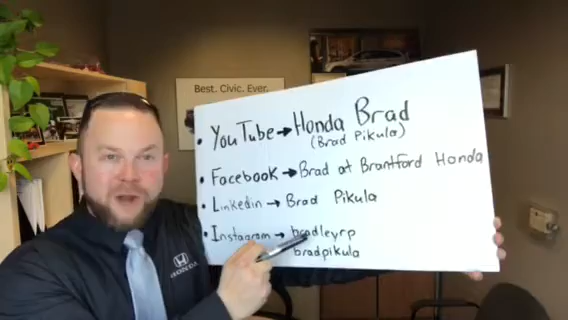 Best. Civic. Ever.
• YouTube → Honda Brad
(Brad Pikula)
• Facebook → Brad at Brantford Honda
• Linkedin → Brad Pikula
• Instagram → bradleyrp
bradpikula
HONDA